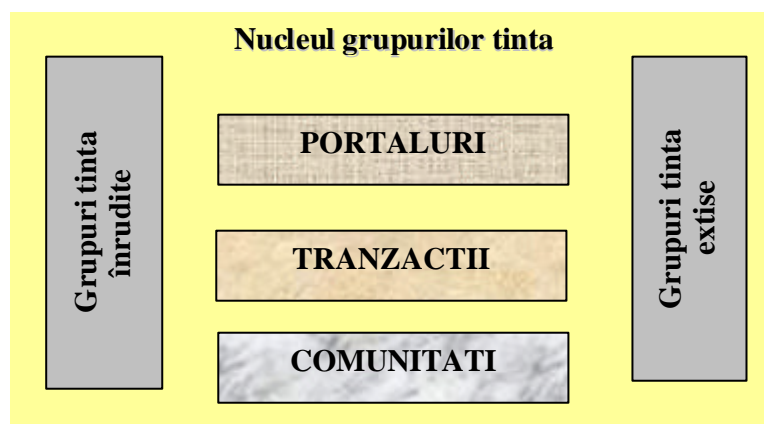 Nucleul grupurilor tinta
Grupuri tinta
înrudite
PORTALURI
TRANZACTII
COMUNITATI
Grupuri tinta
extise